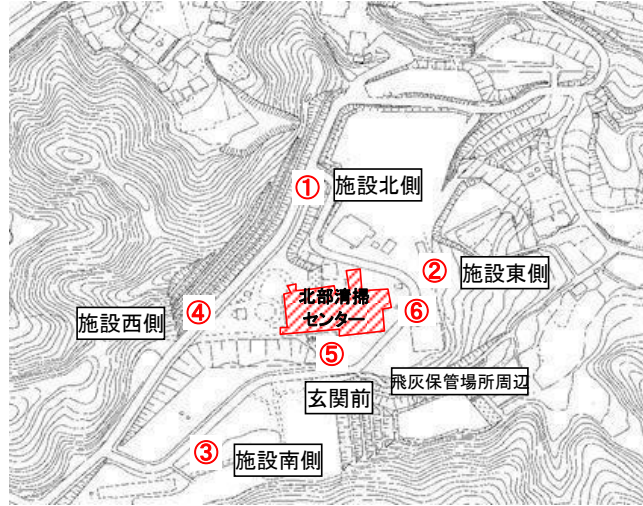 ①
施設北側
②
施設東側
北部清掃
センター
⑥
④
施設西側
⑤
飛灰保管場所周辺
玄関前
③
施設南側